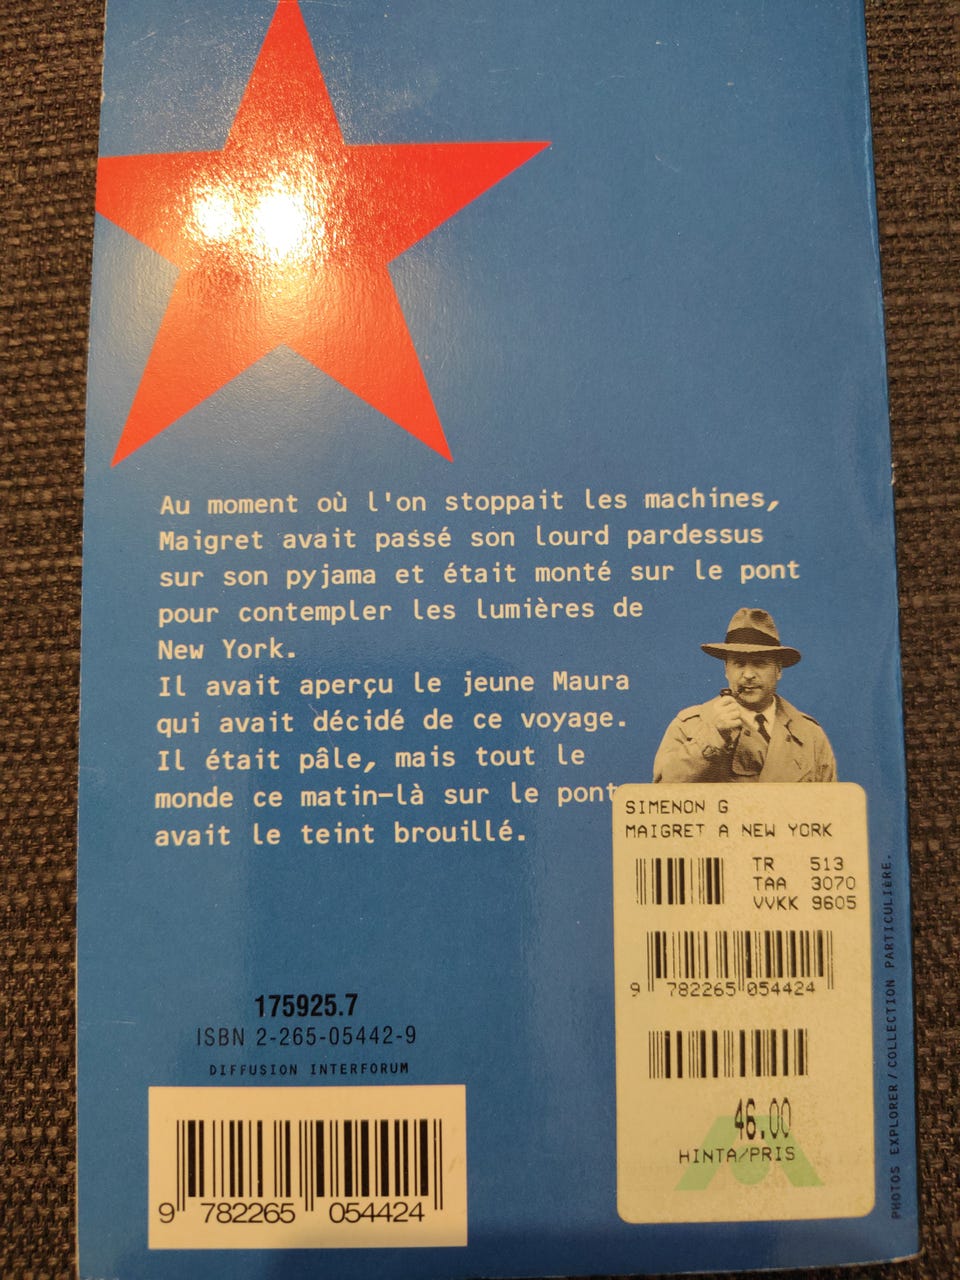 Au moment où l'on stoppait les machines,
Maigret avait passé son lourd pardessus
sur son pyjama et était monté sur le pont
pour contempler les lumières de
New York.
Il avait aperçu le jeune Maura
qui avait décidé de ce voyage.
Il était pâle, mais tout le
monde ce matin-là sur le pont
avait le teint brouillé.
175925.7
ISBN 2-265-05442-9
DIFFUSION INTERFORUM
9 782265 054424
SIMENON G
MAIGRET A NEW YORK
TR 513
TAA 3070
VVKK 9605
9 782265 054424
46.00
HINTA/PRIS
PHOTOS EXPLORER/COLLECTION PARTICULIÈRE.